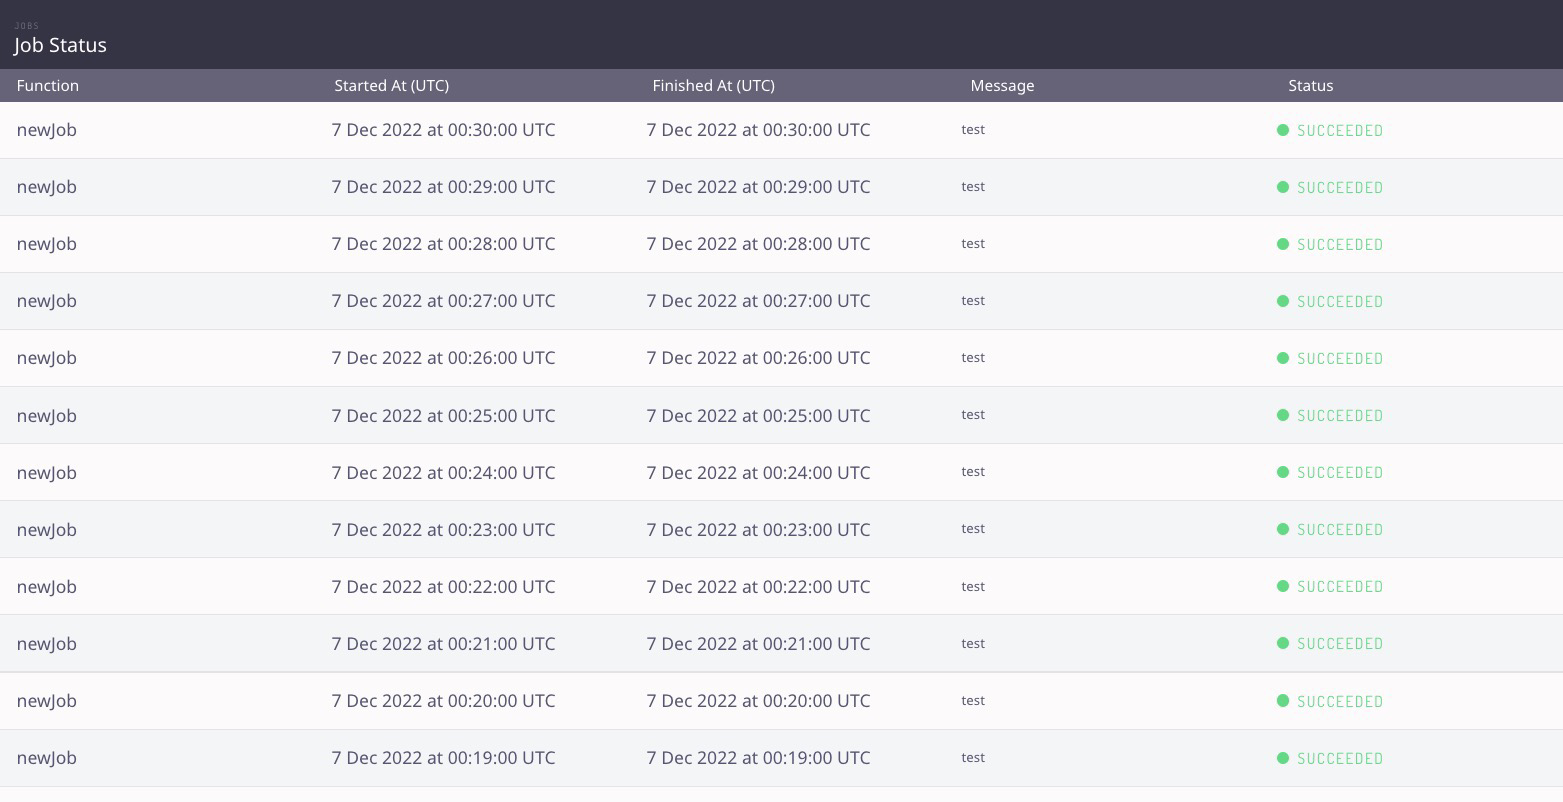 JOBS
Job Status
Function Started At (UTC) Finished At (UTC) Message Status
newJob 7 Dec 2022 at 00:30:00 UTC 7 Dec 2022 at 00:30:00 UTC test SUCCEEDED
newJob 7 Dec 2022 at 00:29:00 UTC 7 Dec 2022 at 00:29:00 UTC test SUCCEEDED
newJob 7 Dec 2022 at 00:28:00 UTC 7 Dec 2022 at 00:28:00 UTC test SUCCEEDED
newJob 7 Dec 2022 at 00:27:00 UTC 7 Dec 2022 at 00:27:00 UTC test SUCCEEDED
newJob 7 Dec 2022 at 00:26:00 UTC 7 Dec 2022 at 00:26:00 UTC test SUCCEEDED
newJob 7 Dec 2022 at 00:25:00 UTC 7 Dec 2022 at 00:25:00 UTC test SUCCEEDED
newJob 7 Dec 2022 at 00:24:00 UTC 7 Dec 2022 at 00:24:00 UTC test SUCCEEDED
newJob 7 Dec 2022 at 00:23:00 UTC 7 Dec 2022 at 00:23:00 UTC test SUCCEEDED
newJob 7 Dec 2022 at 00:22:00 UTC 7 Dec 2022 at 00:22:00 UTC test SUCCEEDED
newJob 7 Dec 2022 at 00:21:00 UTC 7 Dec 2022 at 00:21:00 UTC test SUCCEEDED
newJob 7 Dec 2022 at 00:20:00 UTC 7 Dec 2022 at 00:20:00 UTC test SUCCEEDED
newJob 7 Dec 2022 at 00:19:00 UTC 7 Dec 2022 at 00:19:00 UTC test SUCCEEDED